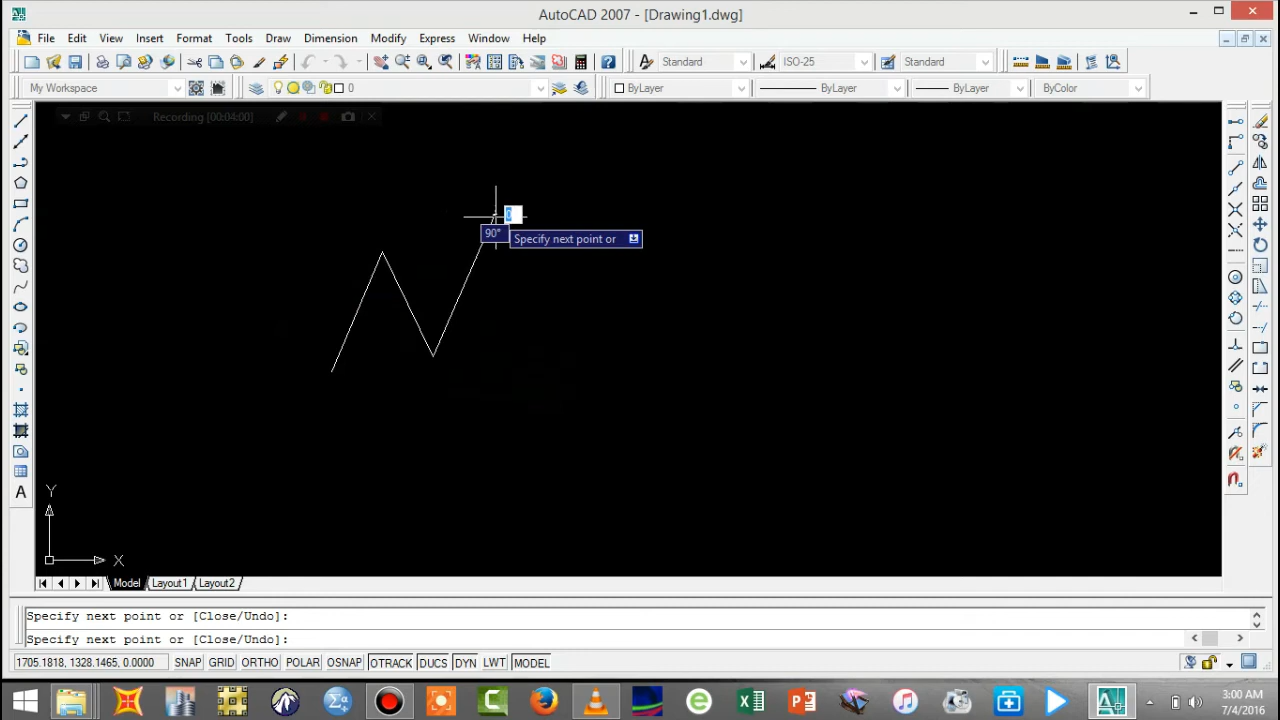 AutoCAD 2007 - [Drawing1.dwg]
File Edit View Insert Format Tools Draw Dimension Modify Express Window Help
Standard ISO-25 Standard
My Workspace 0 ByLayer ByLayer ByLayer ByColor
Recording [00:04:00]
0
90°
Specify next point or
Y
X
A
Model Layout1 Layout2
Specify next point or [Close/Undo]:
Specify next point or [Close/Undo]:
1705.1818, 1328.1465, 0.0000 SNAP GRID ORTHO POLAR OSNAP OTRACK DUCS DYN LWT MODEL
3:00 AM
7/4/2016